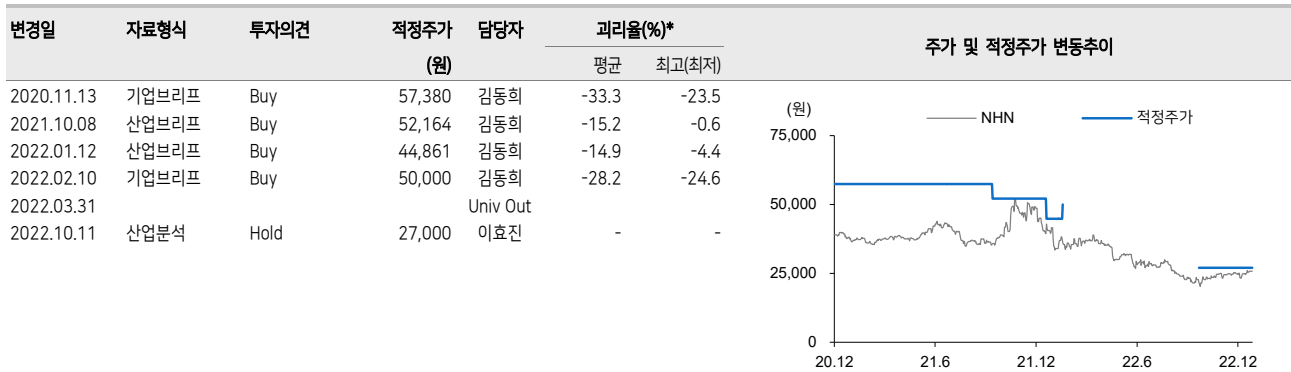 변경일 자료형식 투자의견 적정주가 담당자 괴리율(%)* 주가 및 적정주가 변동추이
(원) 평균 최고(최저)
2020.11.13 기업브리프 Buy 57,380 김동희 -33.3 -23.5
2021.10.08 산업브리프 Buy 52,164 김동희 -15.2 -0.6
2022.01.12 산업브리프 Buy 44,861 김동희 -14.9 -4.4
2022.02.10 기업브리프 Buy 50,000 김동희 -28.2 -24.6
2022.03.31 Univ Out
2022.10.11 산업분석 Hold 27,000 이효진 - -
(원) NHN 적정주가
75,000
50,000
25,000
0
20.12 21.6 21.12 22.6 22.12